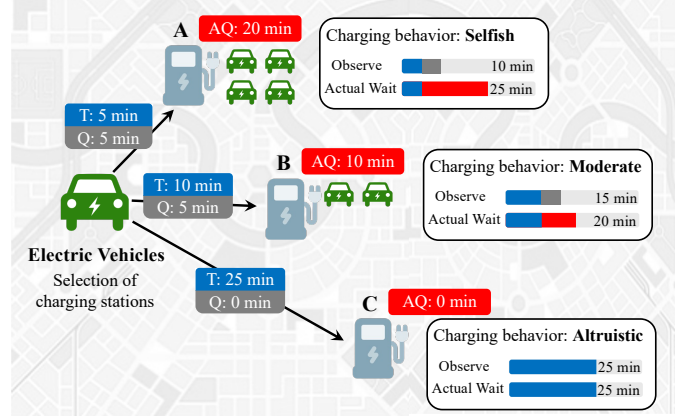 A
AQ: 20 min
Charging behavior: Selfish
Observe
10 min
Actual Wait
25 min
T: 5 min
Q: 5 min
B
AQ: 10 min
Charging behavior: Moderate
Observe
15 min
Actual Wait
20 min
T: 10 min
Q: 5 min
Electric Vehicles
Selection of
charging stations
T: 25 min
Q: 0 min
C
AQ: 0 min
Charging behavior: Altruistic
Observe
25 min
Actual Wait
25 min